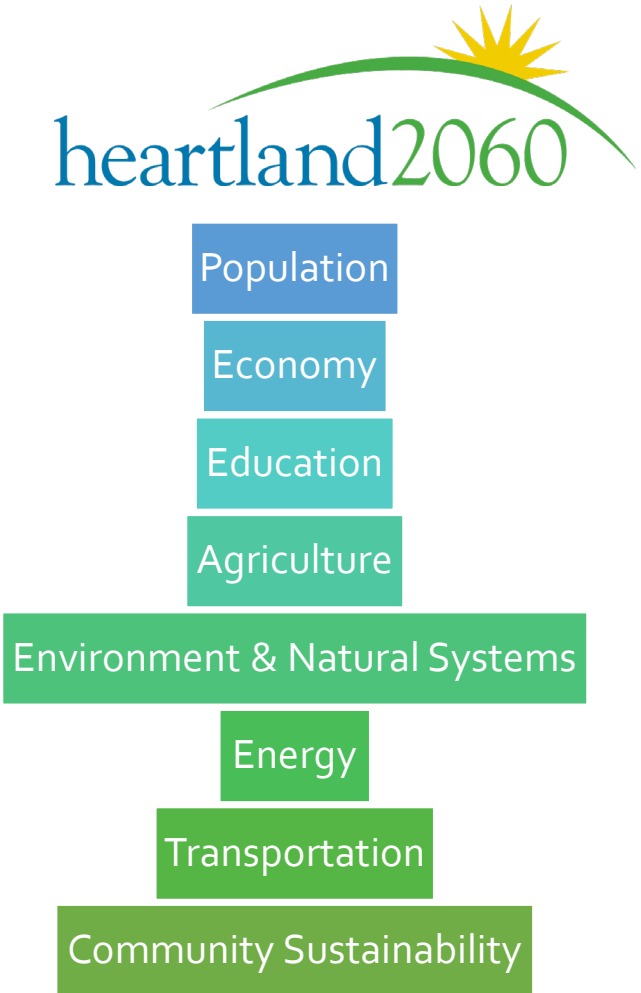 heartland2060
Population
Economy
Education
Agriculture
Environment & Natural Systems
Energy
Transportation
Community Sustainability